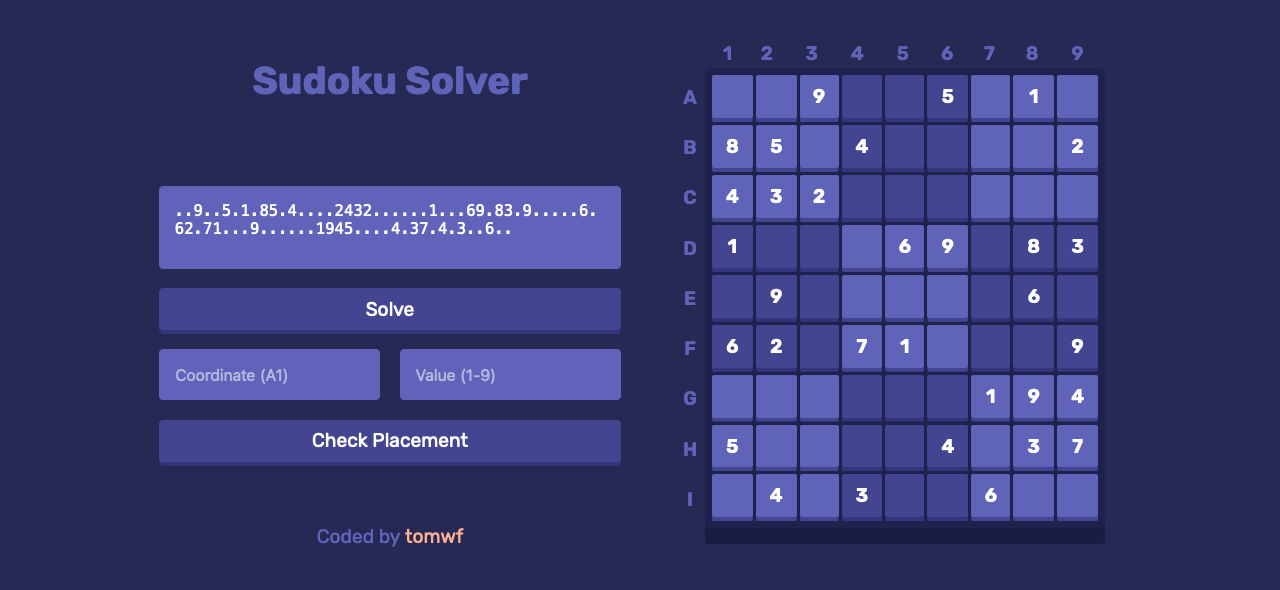 Sudoku Solver
..9..5.1.85.4....2432......1...69.83.9.....6.
62.71...9......1945....4.37.4.3..6..
Solve
Coordinate (A1)
Value (1-9)
Check Placement
Coded by tomwf
1 2 3 4 5 6 7 8 9
A 9 5 1
B 8 5 4 2
C 4 3 2
D 1 6 9 8 3
E 9 6
F 6 2 7 1 9
G 1 9 4
H 5 4 3 7
I 4 3 6